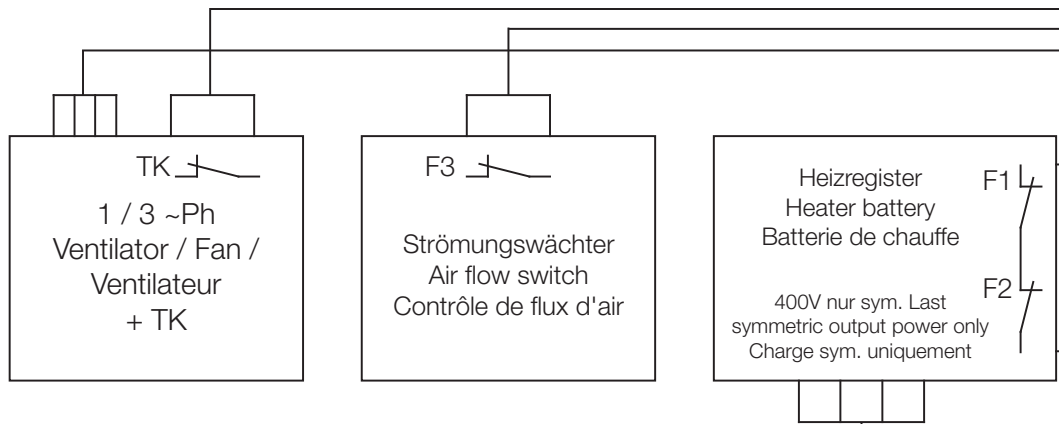 TK
1 / 3 ~Ph
Ventilator / Fan /
Ventilateur
+ TK
F3
Strömungswächter
Air flow switch
Contrôle de flux d'air
Heizregister
Heater battery
Batterie de chauffe
F1
F2
400V nur sym. Last
symmetric output power only
Charge sym. uniquement